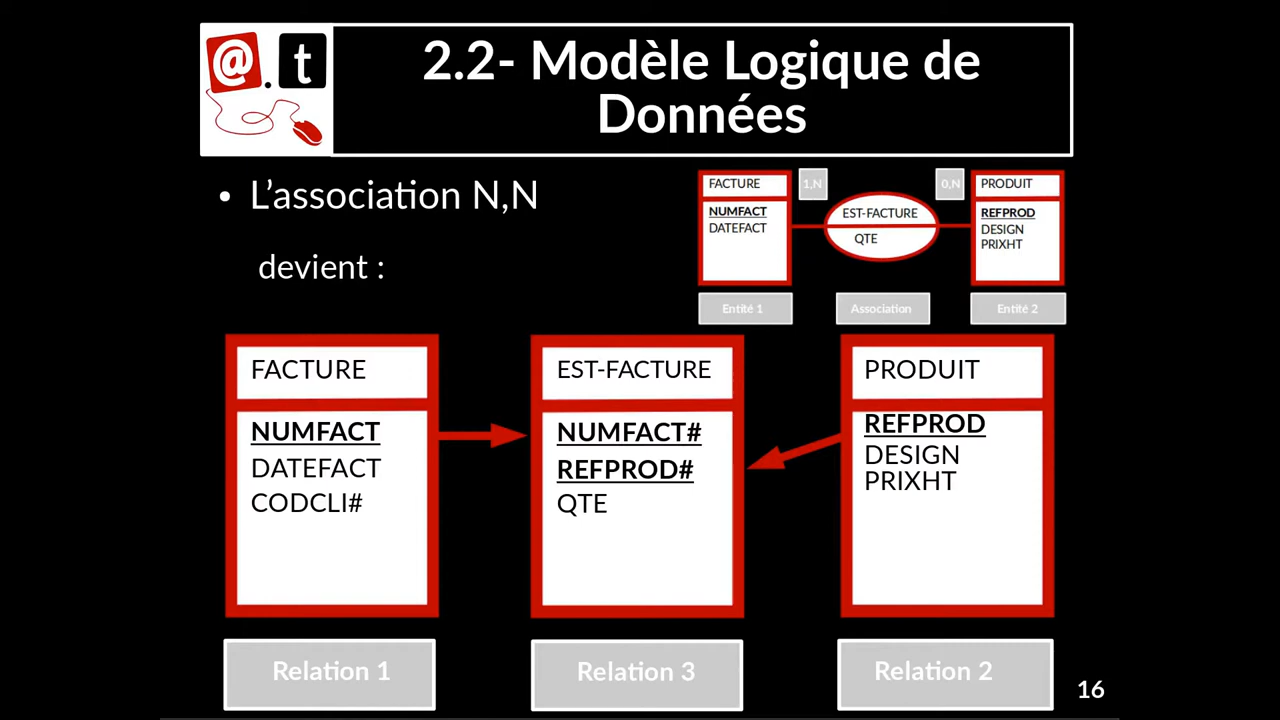 @.t
2.2- Modèle Logique de
Données
• L’association N,N
devient :
FACTURE
NUMFACT
DATEFACT
1,N
EST-FACTURE
QTE
0,N
PRODUIT
REFPROD
DESIGN
PRIXHT
Entité 1
Association
Entité 2
FACTURE
NUMFACT
DATEFACT
CODCLI#
EST-FACTURE
NUMFACT#
REFPROD#
QTE
PRODUIT
REFPROD
DESIGN
PRIXHT
Relation 1
Relation 3
Relation 2
16